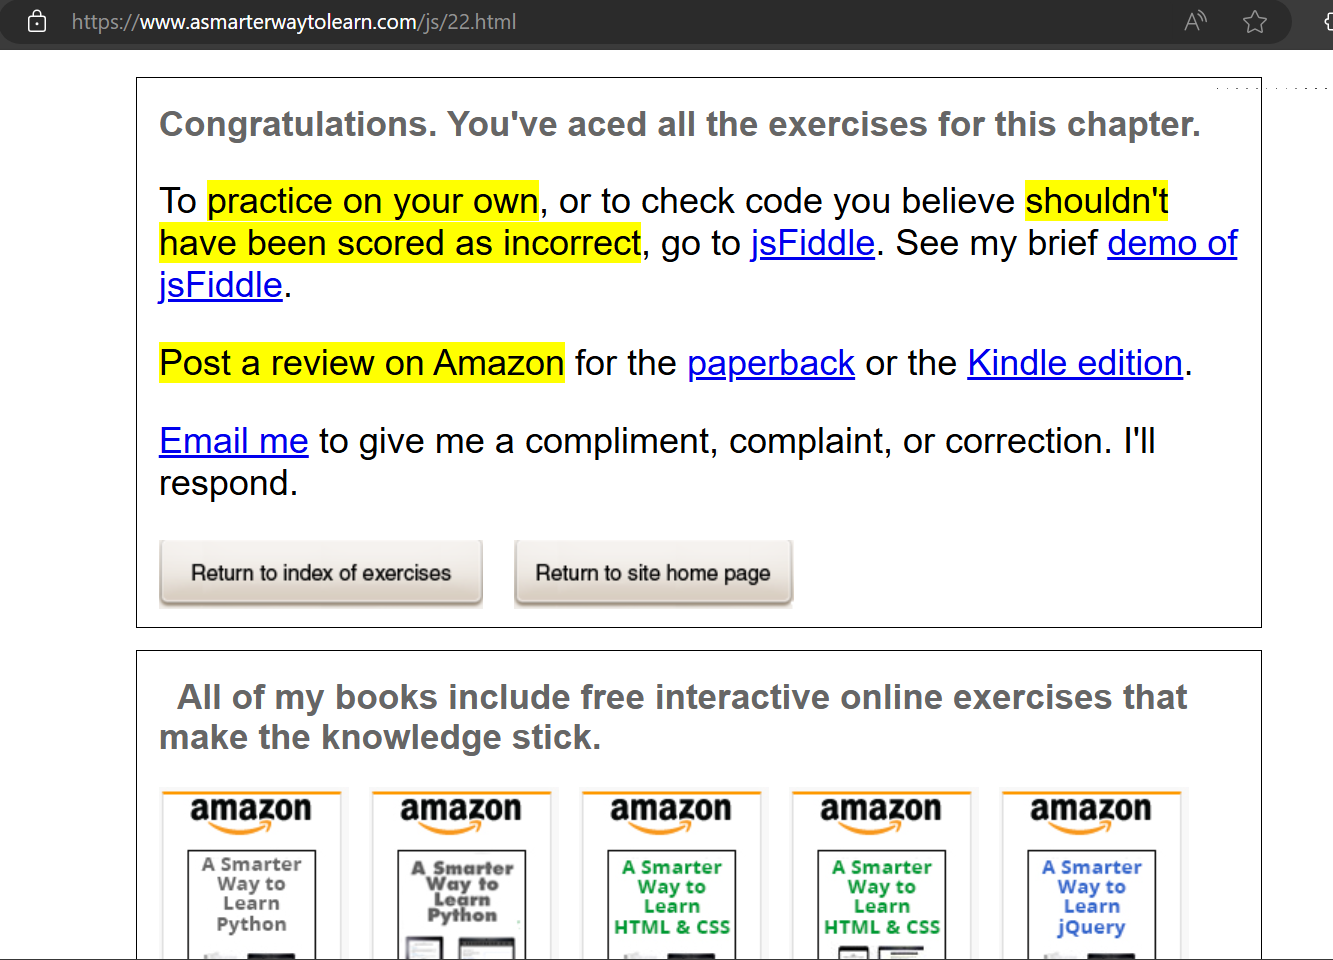 https://www.asmarterwaytolearn.com/js/22.html
Congratulations. You've aced all the exercises for this chapter.
To practice on your own, or to check code you believe shouldn't
have been scored as incorrect, go to jsFiddle. See my brief demo of
jsFiddle.
Post a review on Amazon for the paperback or the Kindle edition.
Email me to give me a compliment, complaint, or correction. I'll
respond.
Return to index of exercises
Return to site home page
All of my books include free interactive online exercises that
make the knowledge stick.
amazon
A Smarter
Way to
Learn
Python
amazon
A Smarter
Way to
Learn
Python
amazon
A Smarter
Way to
Learn
HTML & CSS
amazon
A Smarter
Way to
Learn
HTML & CSS
amazon
A Smarter
Way to
Learn
jQuery